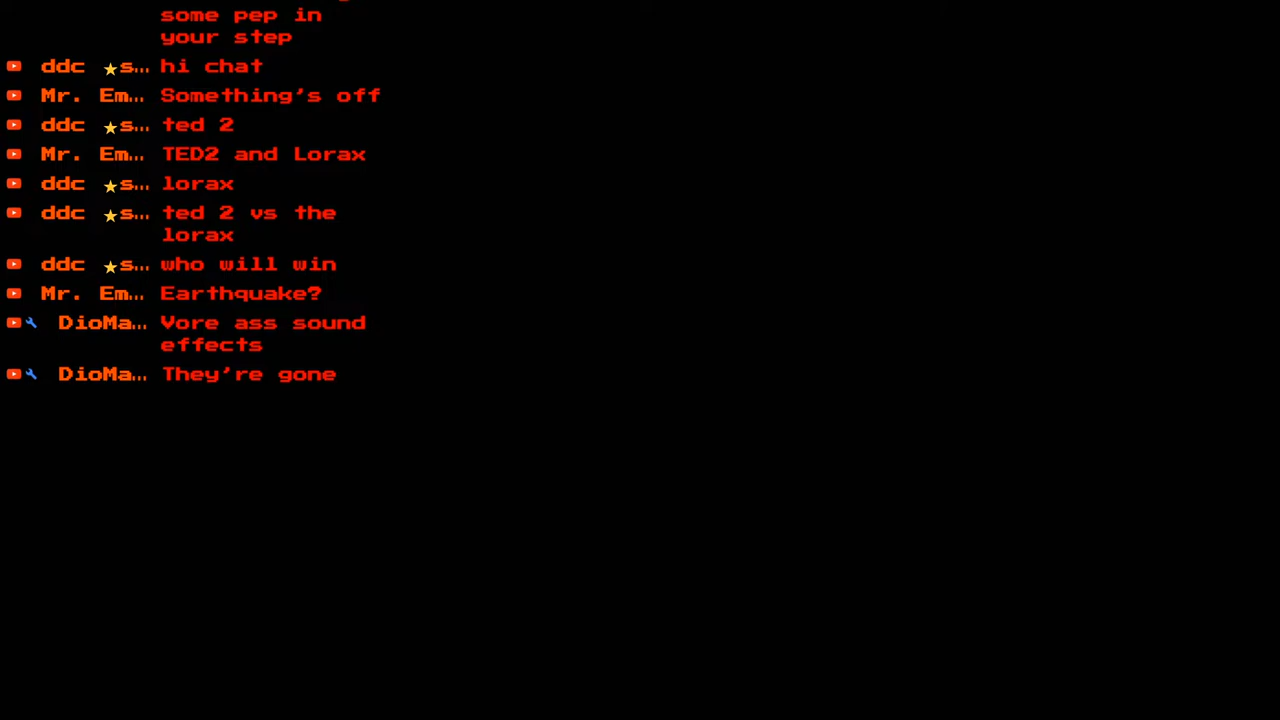 some pep in
your step
ddc ⭐s… hi chat
Mr. Em… Something's off
ddc ⭐s… ted 2
Mr. Em… TED2 and Lorax
ddc ⭐s… lorax
ddc ⭐s… ted 2 vs the
lorax
ddc ⭐s… who will win
Mr. Em… Earthquake?
DioMa… Vore ass sound
effects
DioMa… They're gone